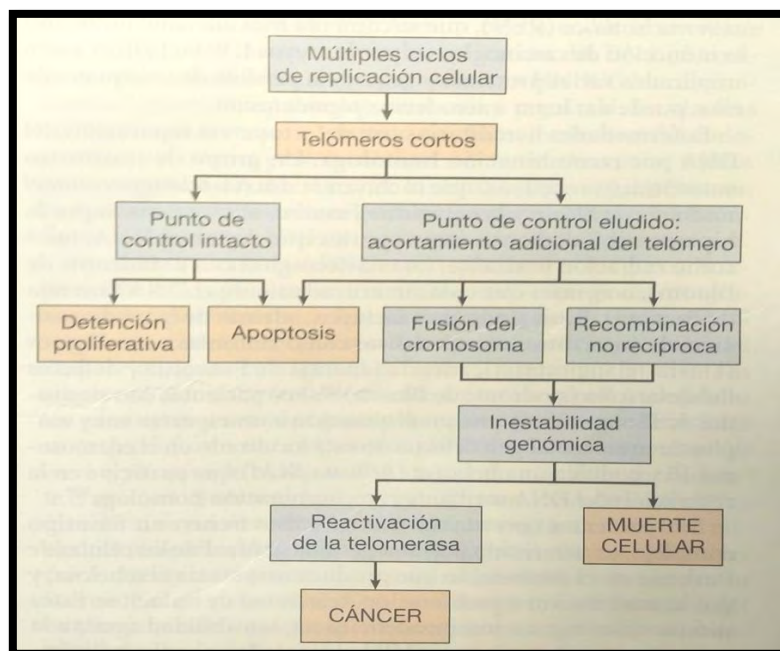 Múltiples ciclos
de replicación celular
Telómeros cortos
Punto de
control intacto
Punto de control eludido:
acortamiento adicional del telómero
Detención
proliferativa
Apoptosis
Fusión del
cromosoma
Recombinación
no recíproca
Inestabilidad
genómica
Reactivación
de la telomerasa
MUERTE
CELULAR
CÁNCER